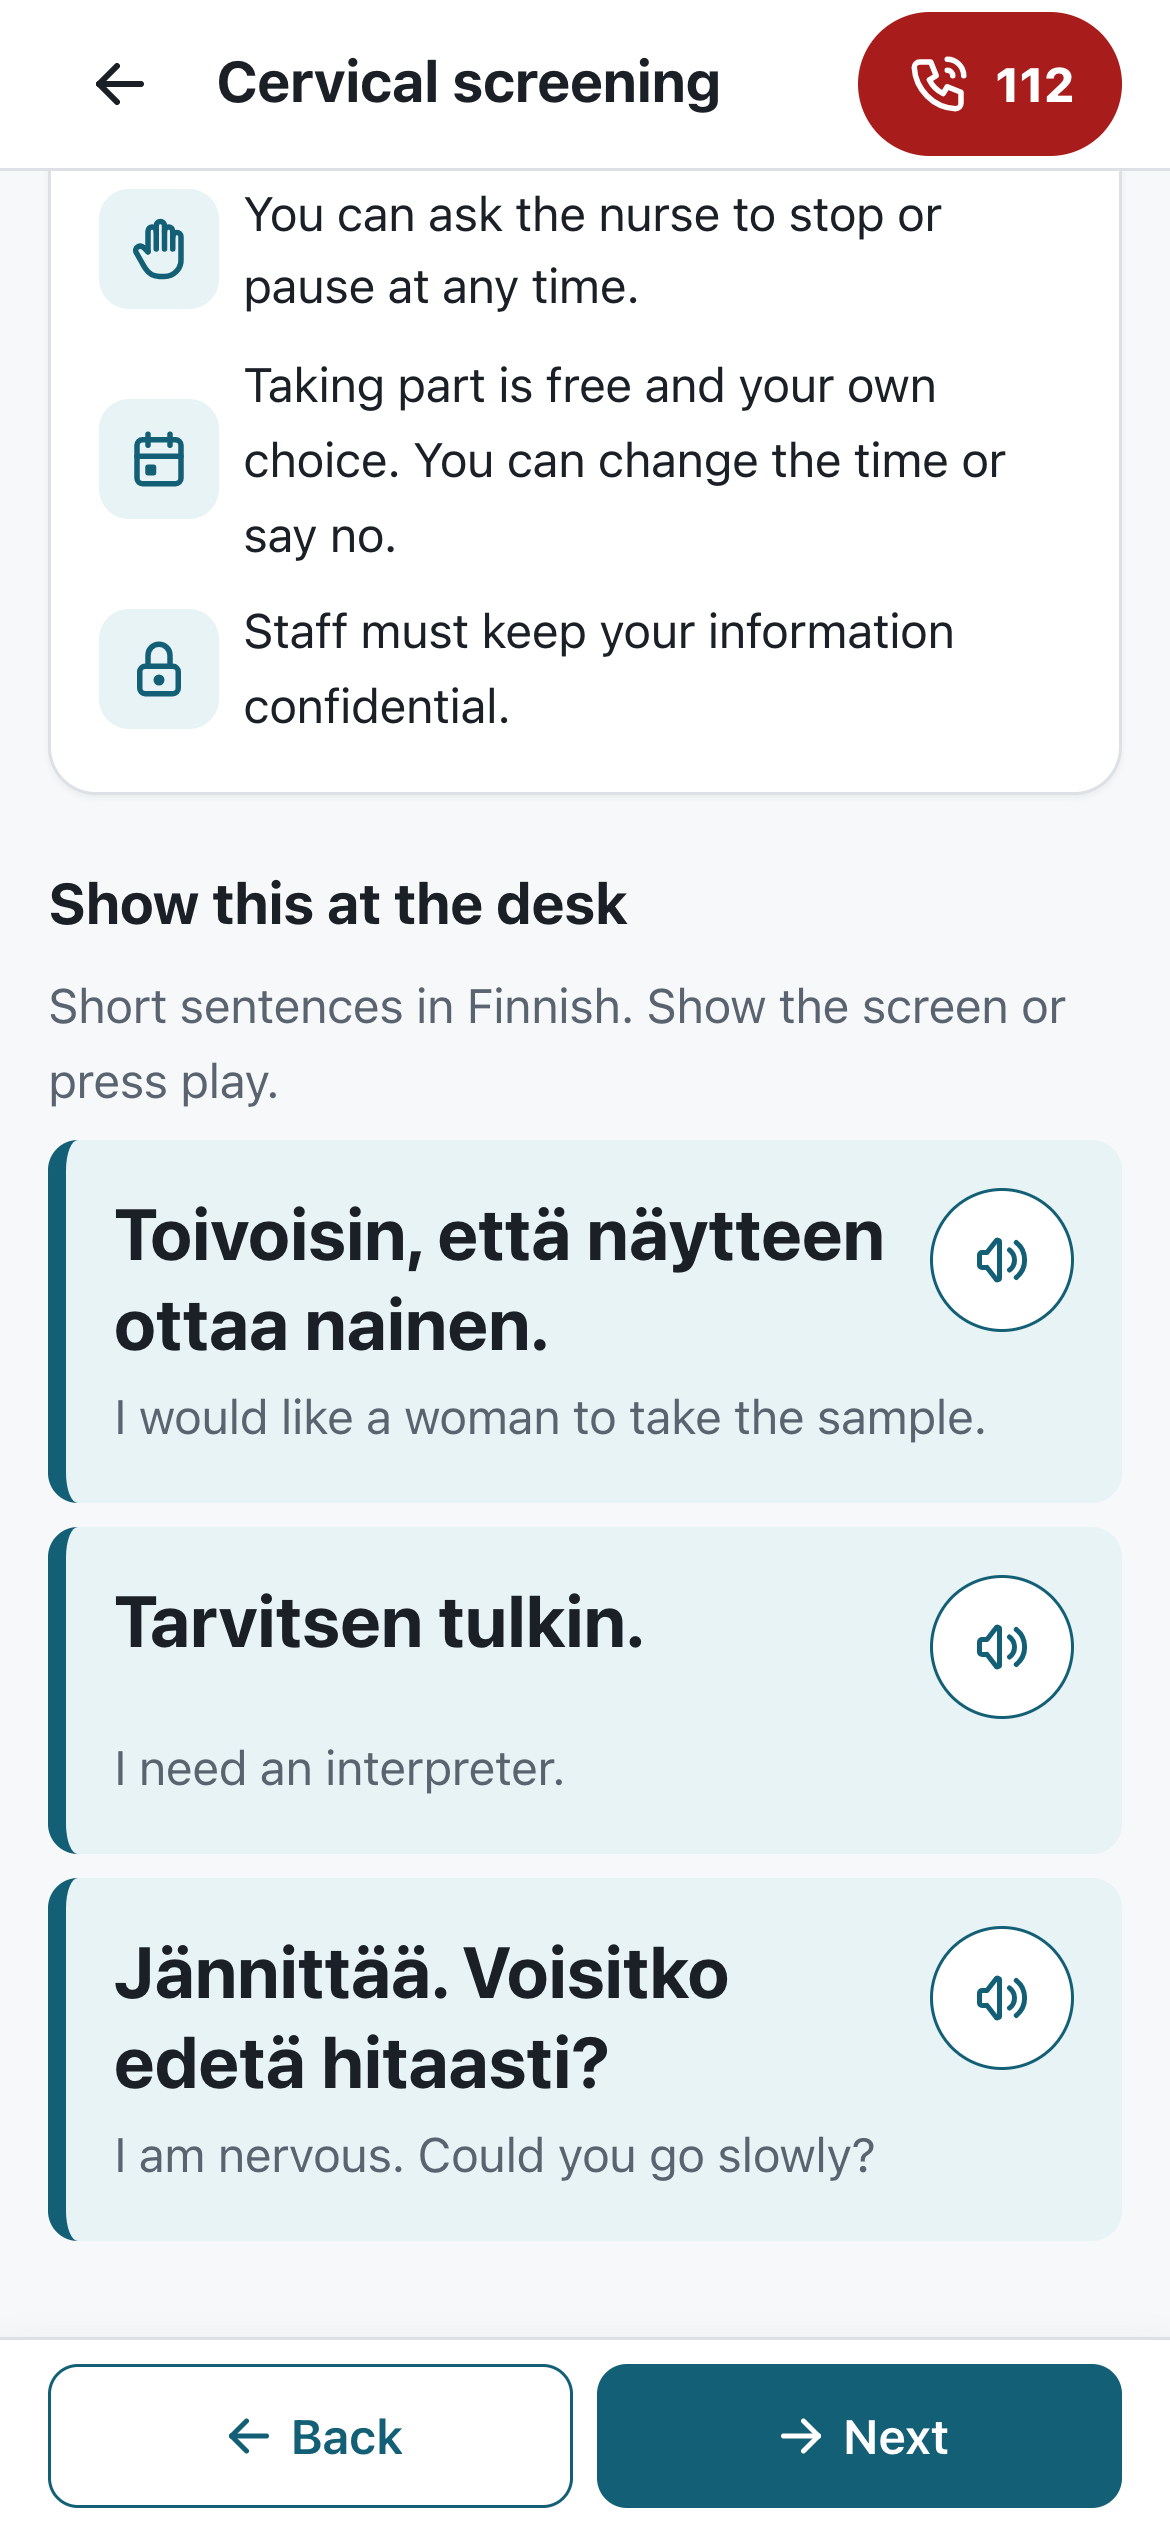 Cervical screening
112
You can ask the nurse to stop or
pause at any time.
Taking part is free and your own
choice. You can change the time or
say no.
Staff must keep your information
confidential.
Show this at the desk
Short sentences in Finnish. Show the screen or
press play.
Toivoisin, että näytteen
ottaa nainen.
I would like a woman to take the sample.
Tarvitsen tulkin.
I need an interpreter.
Jännittää. Voisitko
edetä hitaasti?
I am nervous. Could you go slowly?
Back
Next